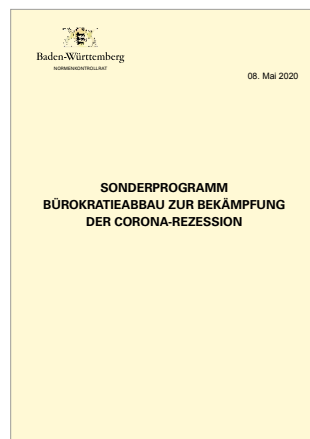 Baden-Württemberg
NORMENKONTROLLRAT
08. Mai 2020
SONDERPROGRAMM
BÜROKRATIEABBAU ZUR BEKÄMPFUNG
DER CORONA-REZESSION